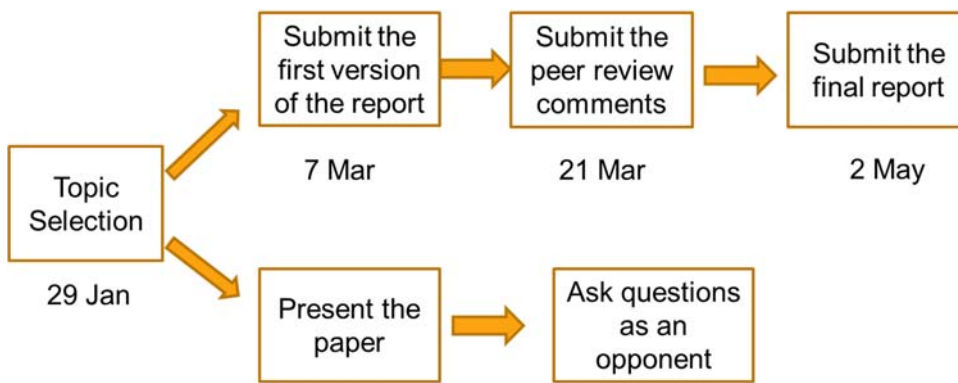 Submit the
first version
of the report
Submit the
peer review
comments
Submit the
final report
7 Mar
21 Mar
2 May
Topic
Selection
29 Jan
Present the
paper
Ask questions
as an
opponent